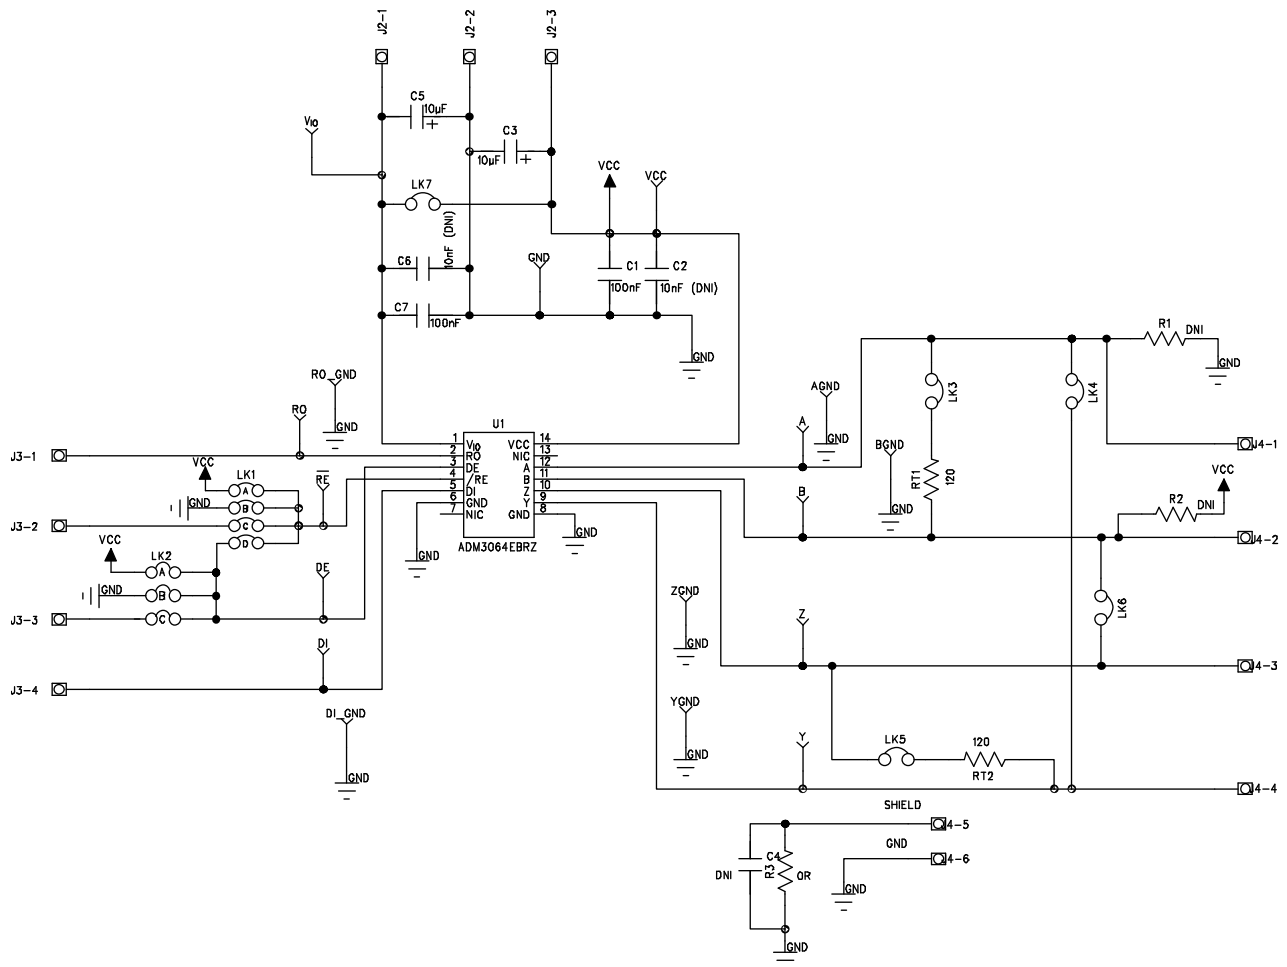 J2-1
J2-2
J2-3
C5
10µF
VIO
C3
10µF
LK7
(DNI)
VCC
VCC
C6
10nF
GND
C1
100nF
C2
10nF (DNI)
C7
100nF
GND
R1
DNI
GND
RO_GND
GND
RO
AGND
GND
LK3
LK4
A
BGND
GND
RT1
120
J4-1
VCC
U1
1
2
3
4
5
6
7
VIO
RO
DE
/RE
DI
GND
NIC
VCC
NIC
A
B
Z
Y
GND
14
13
12
11
10
9
8
ADM3064EBRZ
GND
GND
J3-1
VCC
LK1
A
B
C
D
GND
RE
J3-2
VCC
LK2
A
B
C
GND
DE
J3-3
B
R2
DNI
J4-2
LK6
ZGND
GND
Z
J4-3
DI
J3-4
DI_GND
GND
YGND
GND
Y
LK5
120
RT2
J4-4
SHIELD
J4-5
GND
J4-6
GND
C4
DNI
R3
0R
GND